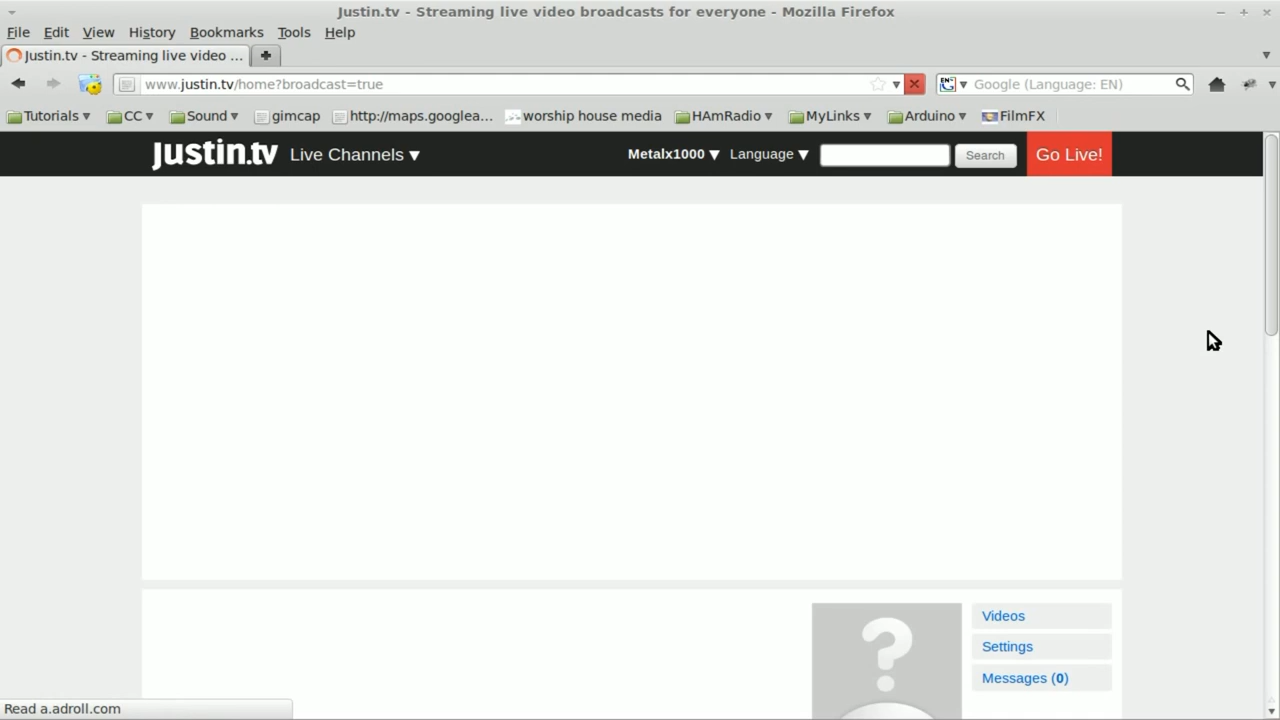 Justin.tv - Streaming live video broadcasts for everyone - Mozilla Firefox
File Edit View History Bookmarks Tools Help
Justin.tv - Streaming live video ...
www.justin.tv/home?broadcast=true Google (Language: EN)
Tutorials CC Sound gimcap http://maps.googlea... worship house media HAmRadio MyLinks Arduino FilmFX
Justin.tv Live Channels Metalx1000 Language Search Go Live!
Videos
Settings
Messages (0)
Read a.adroll.com